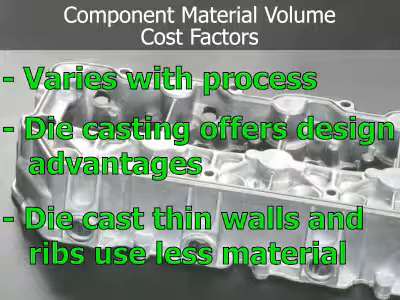 Component Material Volume
Cost Factors
- Varies with process
- Die casting offers design
advantages
- Die cast thin walls and
ribs use less material